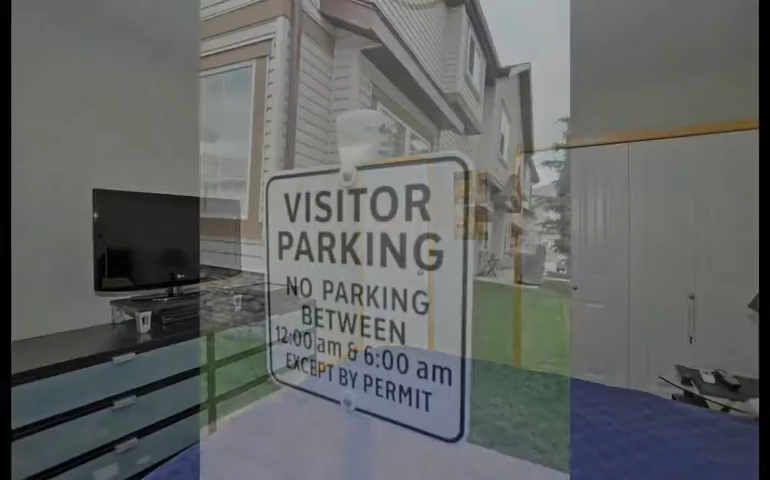 VISITOR
PARKING
NO PARKING
BETWEEN
12:00 am & 6:00 am
EXCEPT BY PERMIT